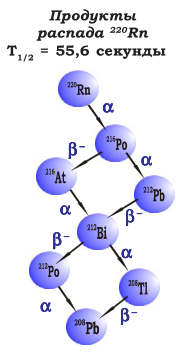 Продукты
распада ²²⁰Rn
T₁/₂ = 55,6 секунды
²²⁰Rn
α
²¹⁶Po
β⁻ α
²¹⁶At
²¹²Pb
α β⁻
²¹²Bi
β⁻ α
²¹²Po
²⁰⁸Tl
α β⁻
²⁰⁸Pb